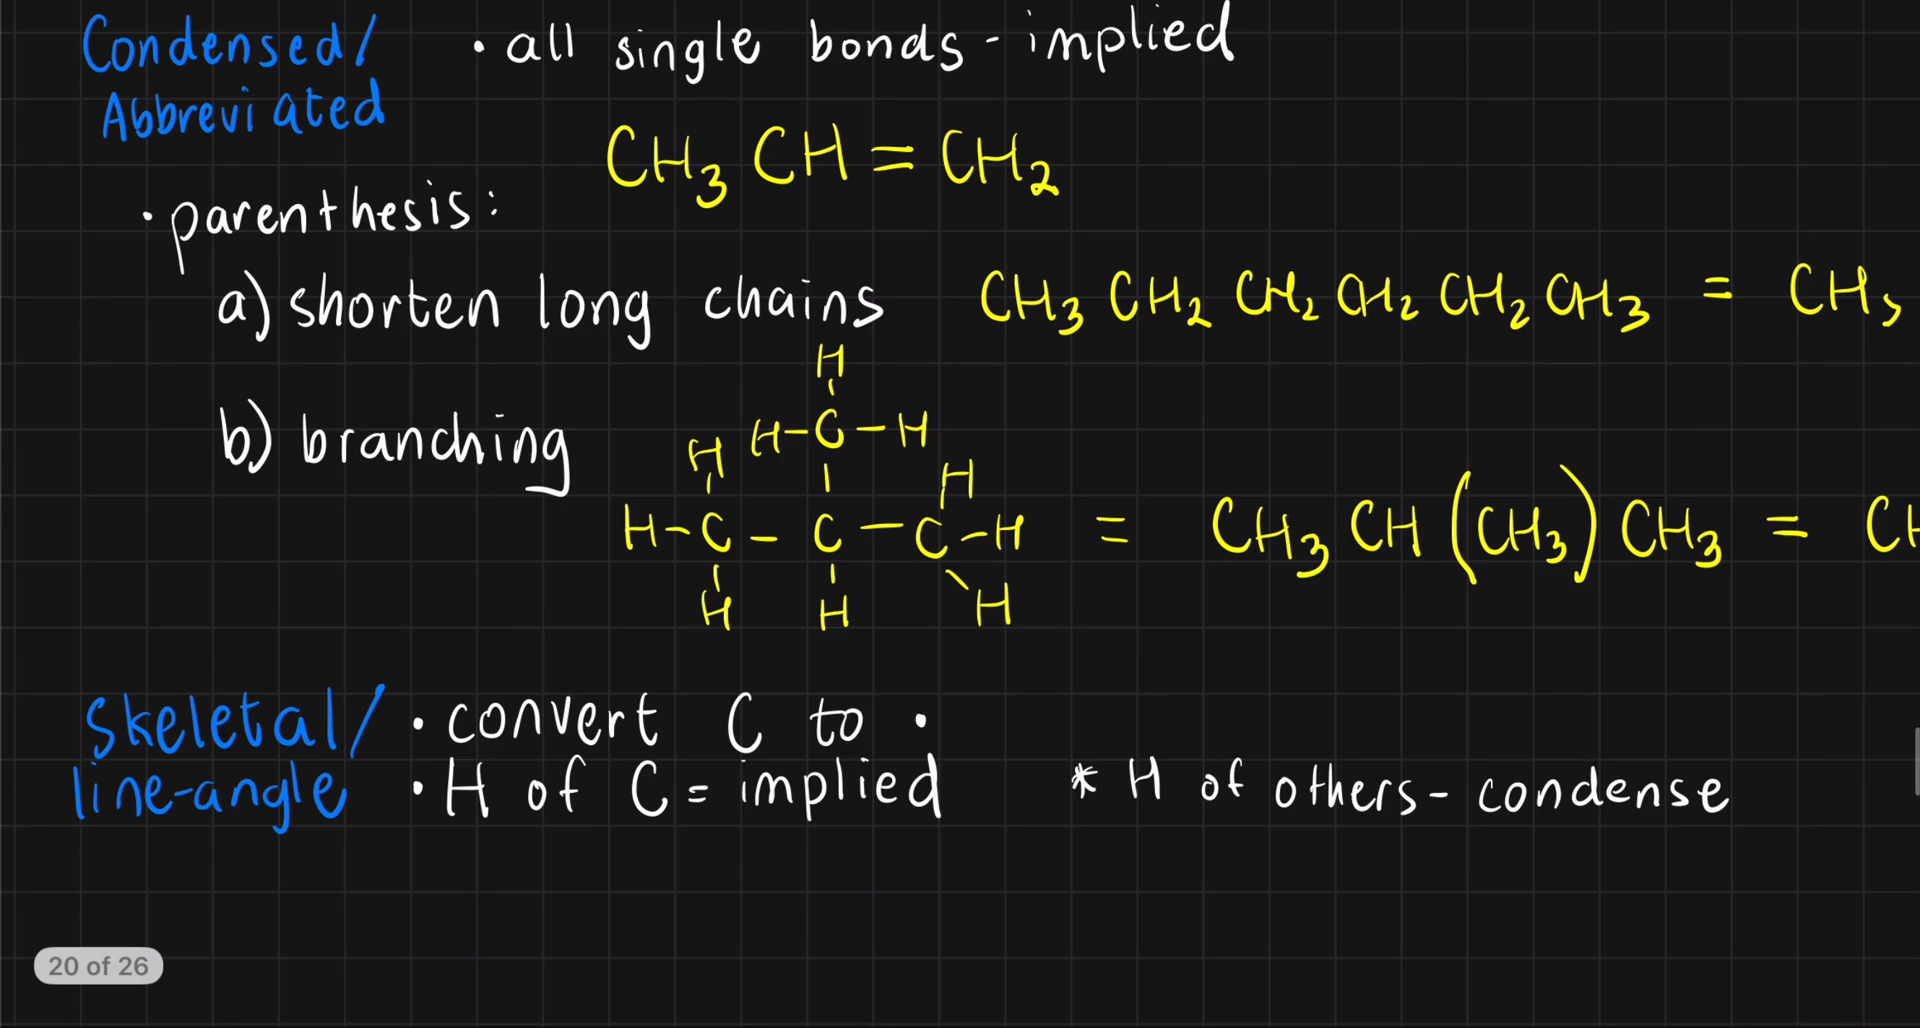 Condensed/ • all single bonds - implied
Abbreviated
CH3 CH = CH2
• parenthesis:
a) shorten long chains CH3 CH2 CH2 CH2 CH2 CH3 = CH3
b) branching
H
H-C-H
H H
H-C-C-C-H = CH3 CH (CH3) CH3 = CH
H H H
Skeletal/ • convert C to •
line-angle • H of C = implied * H of others - condense
20 of 26